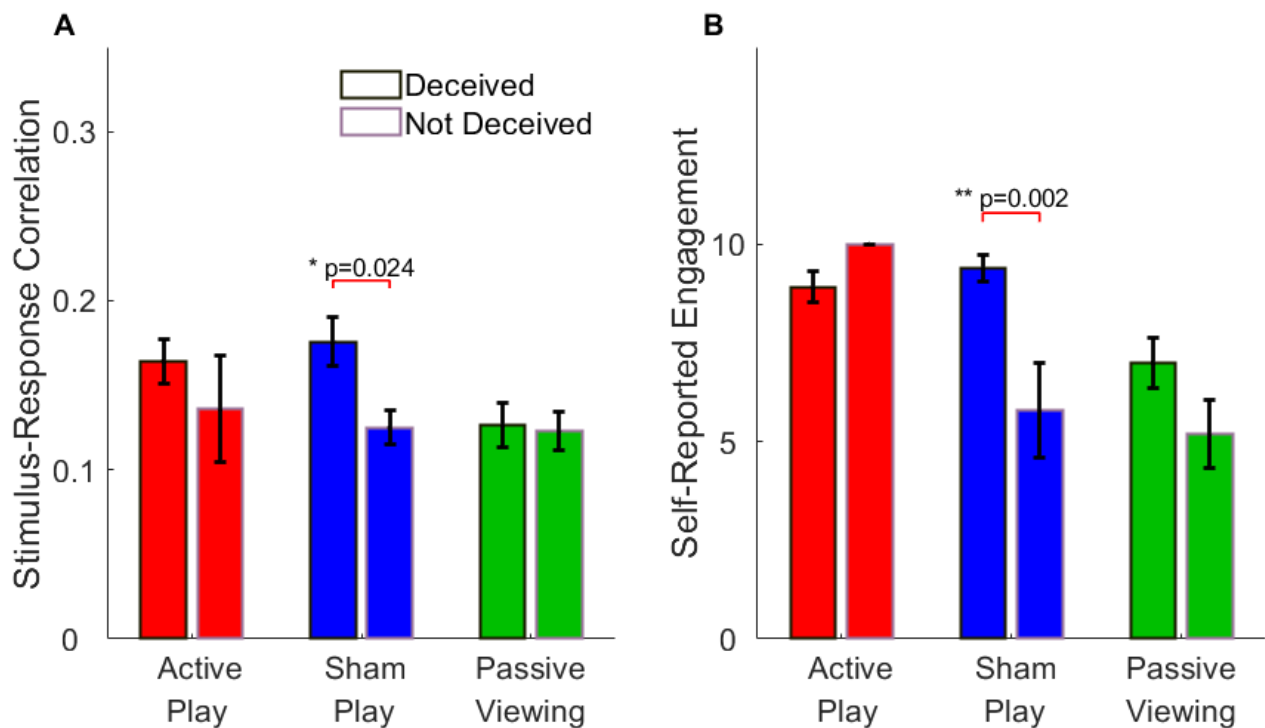 A
Stimulus-Response Correlation
0.3
0.2
0.1
0
Deceived
Not Deceived
* p=0.024
Active
Play
Sham
Play
Passive
Viewing
B
Self-Reported Engagement
10
5
0
** p=0.002
Active
Play
Sham
Play
Passive
Viewing